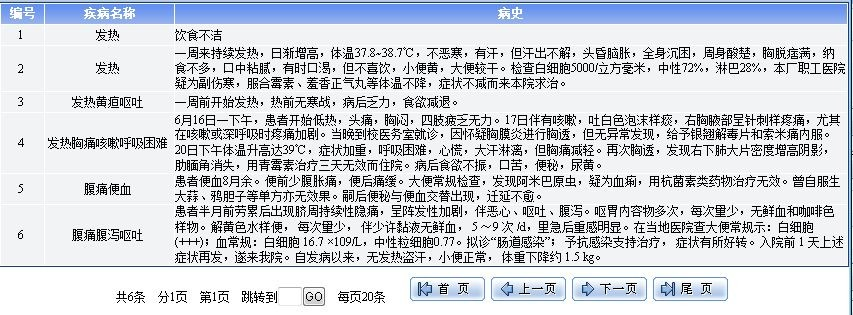 编号 疾病名称 病史
1 发热 饮食不洁
2 发热 一周来持续发热，日渐增高，体温37.8-38.7℃，不恶寒，有汗，但汗出不解，头昏脑胀，全身沉困，周身酸楚，胸脘痞满，纳
食不多，口中粘腻，有时口渴，但不喜饮，小便黄，大便较干。检查白细胞5000/立方毫米，中性72%，淋巴28%，本厂职工医院
疑为副伤寒，服合霉素、藿香正气丸等体温不降，症状不减而来本院求治。
3 发热黄疸呕吐 一周前开始发热，热前无寒战，病后乏力，食欲减退。
4 发热胸痛咳嗽呼吸困难 6月16日一下午，患者开始低热，头痛，胸闷，四肢疲乏无力。17日伴有咳嗽，吐白色泡沫样痰，右胸腋部呈针刺样疼痛，尤其
在咳嗽或深呼吸时疼痛加剧。当晚到校医务室就诊，因怀疑胸膜炎进行胸透，但无异常发现，给予银翘解毒片和索米痛内服。
20日下午体温升高达39℃，症状加重，呼吸困难，心慌，大汗淋漓，但胸痛减轻。再次胸透，发现右下肺大片密度增高阴影，
肋膈角消失，用青霉素治疗三天无效而住院。病后食欲不振，口苦，便秘，尿黄。
5 腹痛便血 患者便血8月余。便前少腹胀痛，便后痛缓。大便常规检查，发现阿米巴原虫，疑为血痢，用抗菌素类药物治疗无效。曾自服生
大蒜、鸦胆子等单方亦无效果。嗣后便秘与便血交替出现，迁延不愈。
6 腹痛腹泻呕吐 患者半月前劳累后出现脐周持续性隐痛，呈阵发性加剧，伴恶心、呕吐、腹泻。呕胃内容物多次，每次量少，无鲜血和咖啡色
样物。解黄色水样便， 每次量少， 伴少许黏液无鲜血， 5～9次 /d，里急后重感明显。在当地医院查大便常规示：白细胞
(+++)；血常规：白细胞 16.7 ×109/L，中性粒细胞0.77。拟诊“肠道感染”； 予抗感染支持治疗， 症状有所好转。入院前 1 天上述
症状再发，遂来我院。自发病以来，无发热盗汗，小便正常， 体重下降约 1.5 kg。
共6条 分1页 第1页 跳转到 GO 每页20条 首 页 上一页 下一页 尾 页